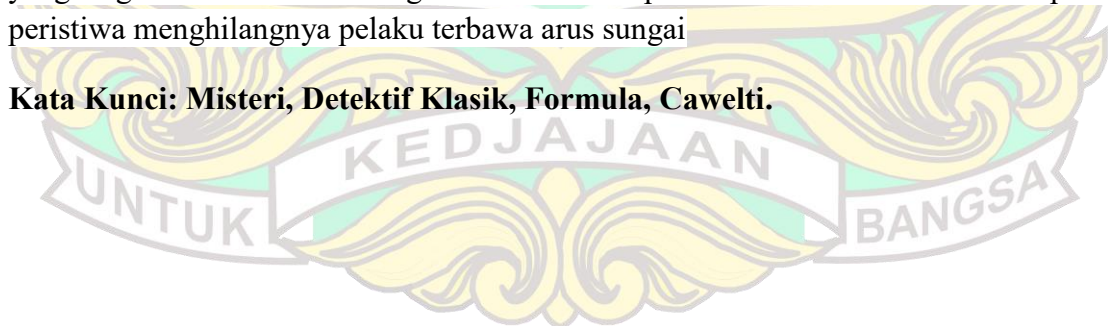 peristiwa menghilangnya pelaku terbawa arus sungai
Kata Kunci: Misteri, Detektif Klasik, Formula, Cawelti.
UNTUK KEDJAJAAN BANGSA